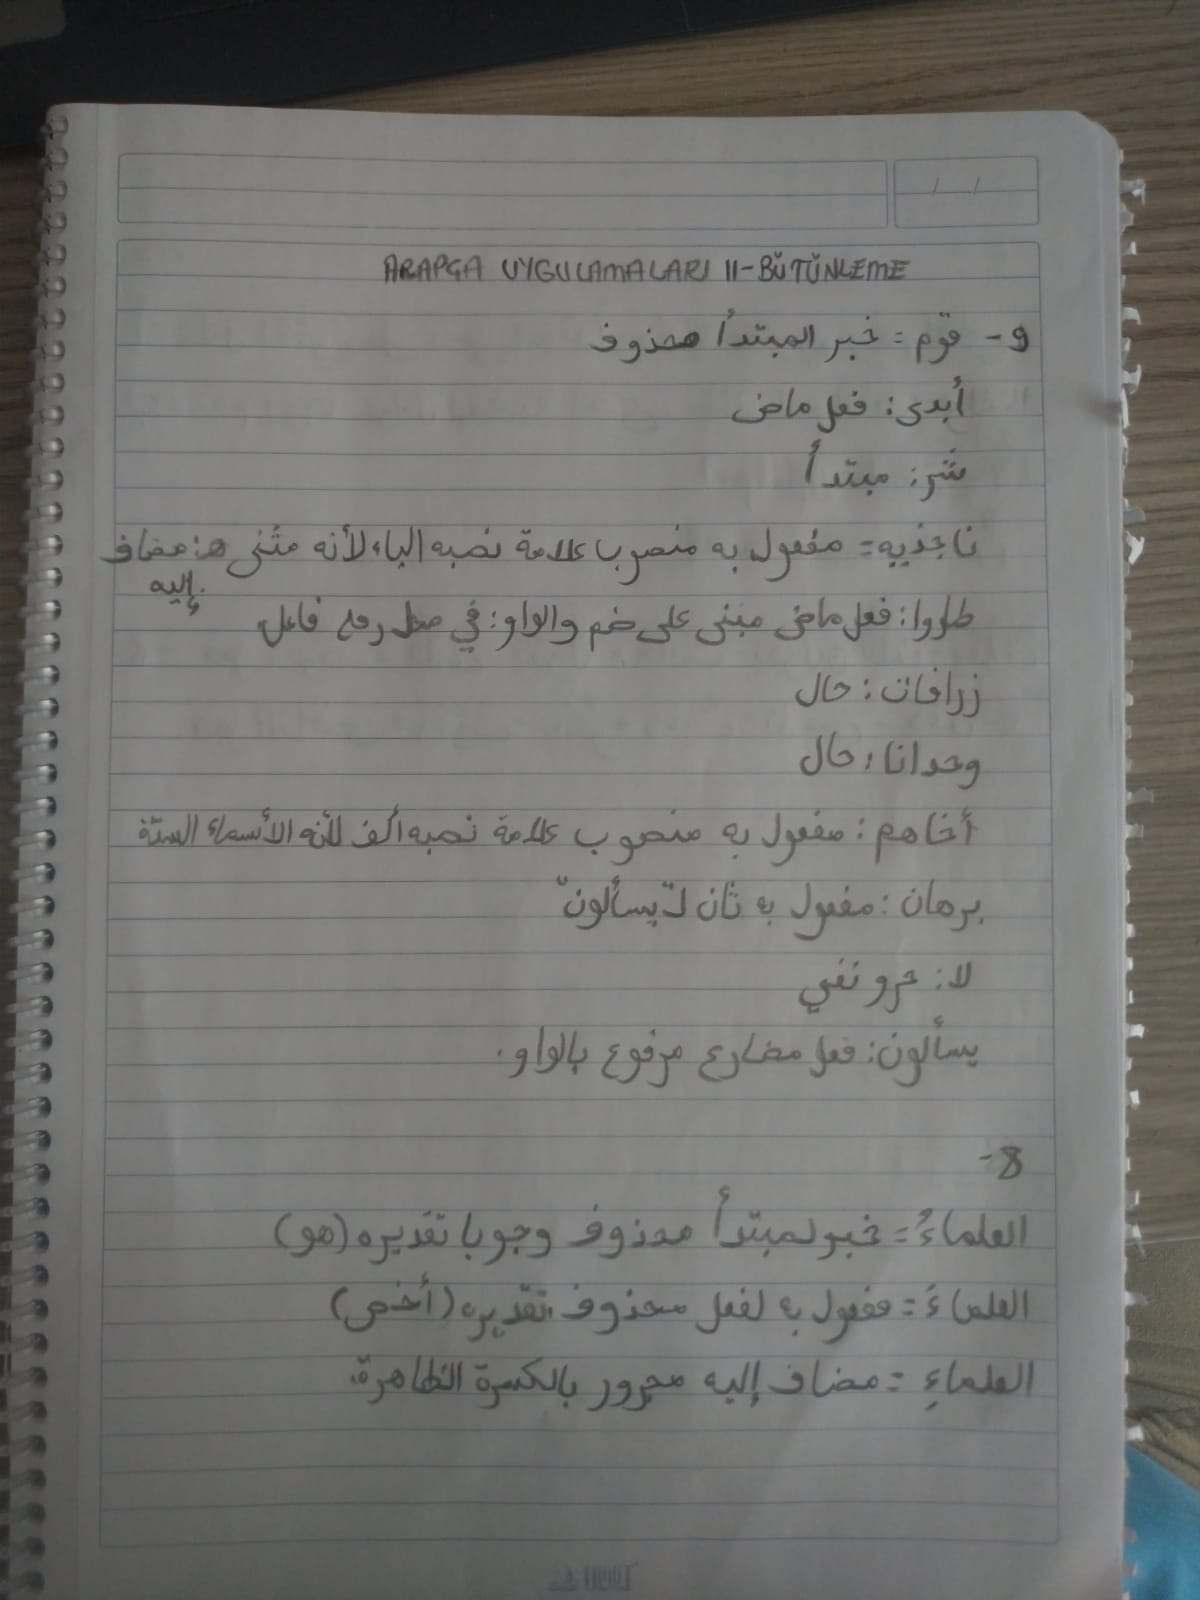 ARAPÇA UYGULAMALARI II-BÜTÜNLEME
9- قوم = خبر المبتدأ محذوف
أبدى: فعل ماض
شر: مبتدأ
ناجذيه = مفعول به منصوب علامة نصبه الياء لأنه مثنى ه: مضاف
إليه
طاروا: فعل ماض مبنى على ضم والواو: في محل رفع فاعل
زرافات: حال
وحدانا: حال
أخاهم: مفعول به منصوب علامة نصبه ألف لأنه الأسماء الستة
برهان: مفعول به ثان لـ"يسألون"
لا: حرو نفي
يسألون: فعل مضارع مرفوع بالواو.
8-
العلماءُ = خبر لمبتدأ محذوف وجوبا تقديره (هو)
العلماءَ = مفعول به لفعل محذوف تقديره (أخص)
العلماءِ = مضاف إليه مجرور بالكسرة الظاهرة.